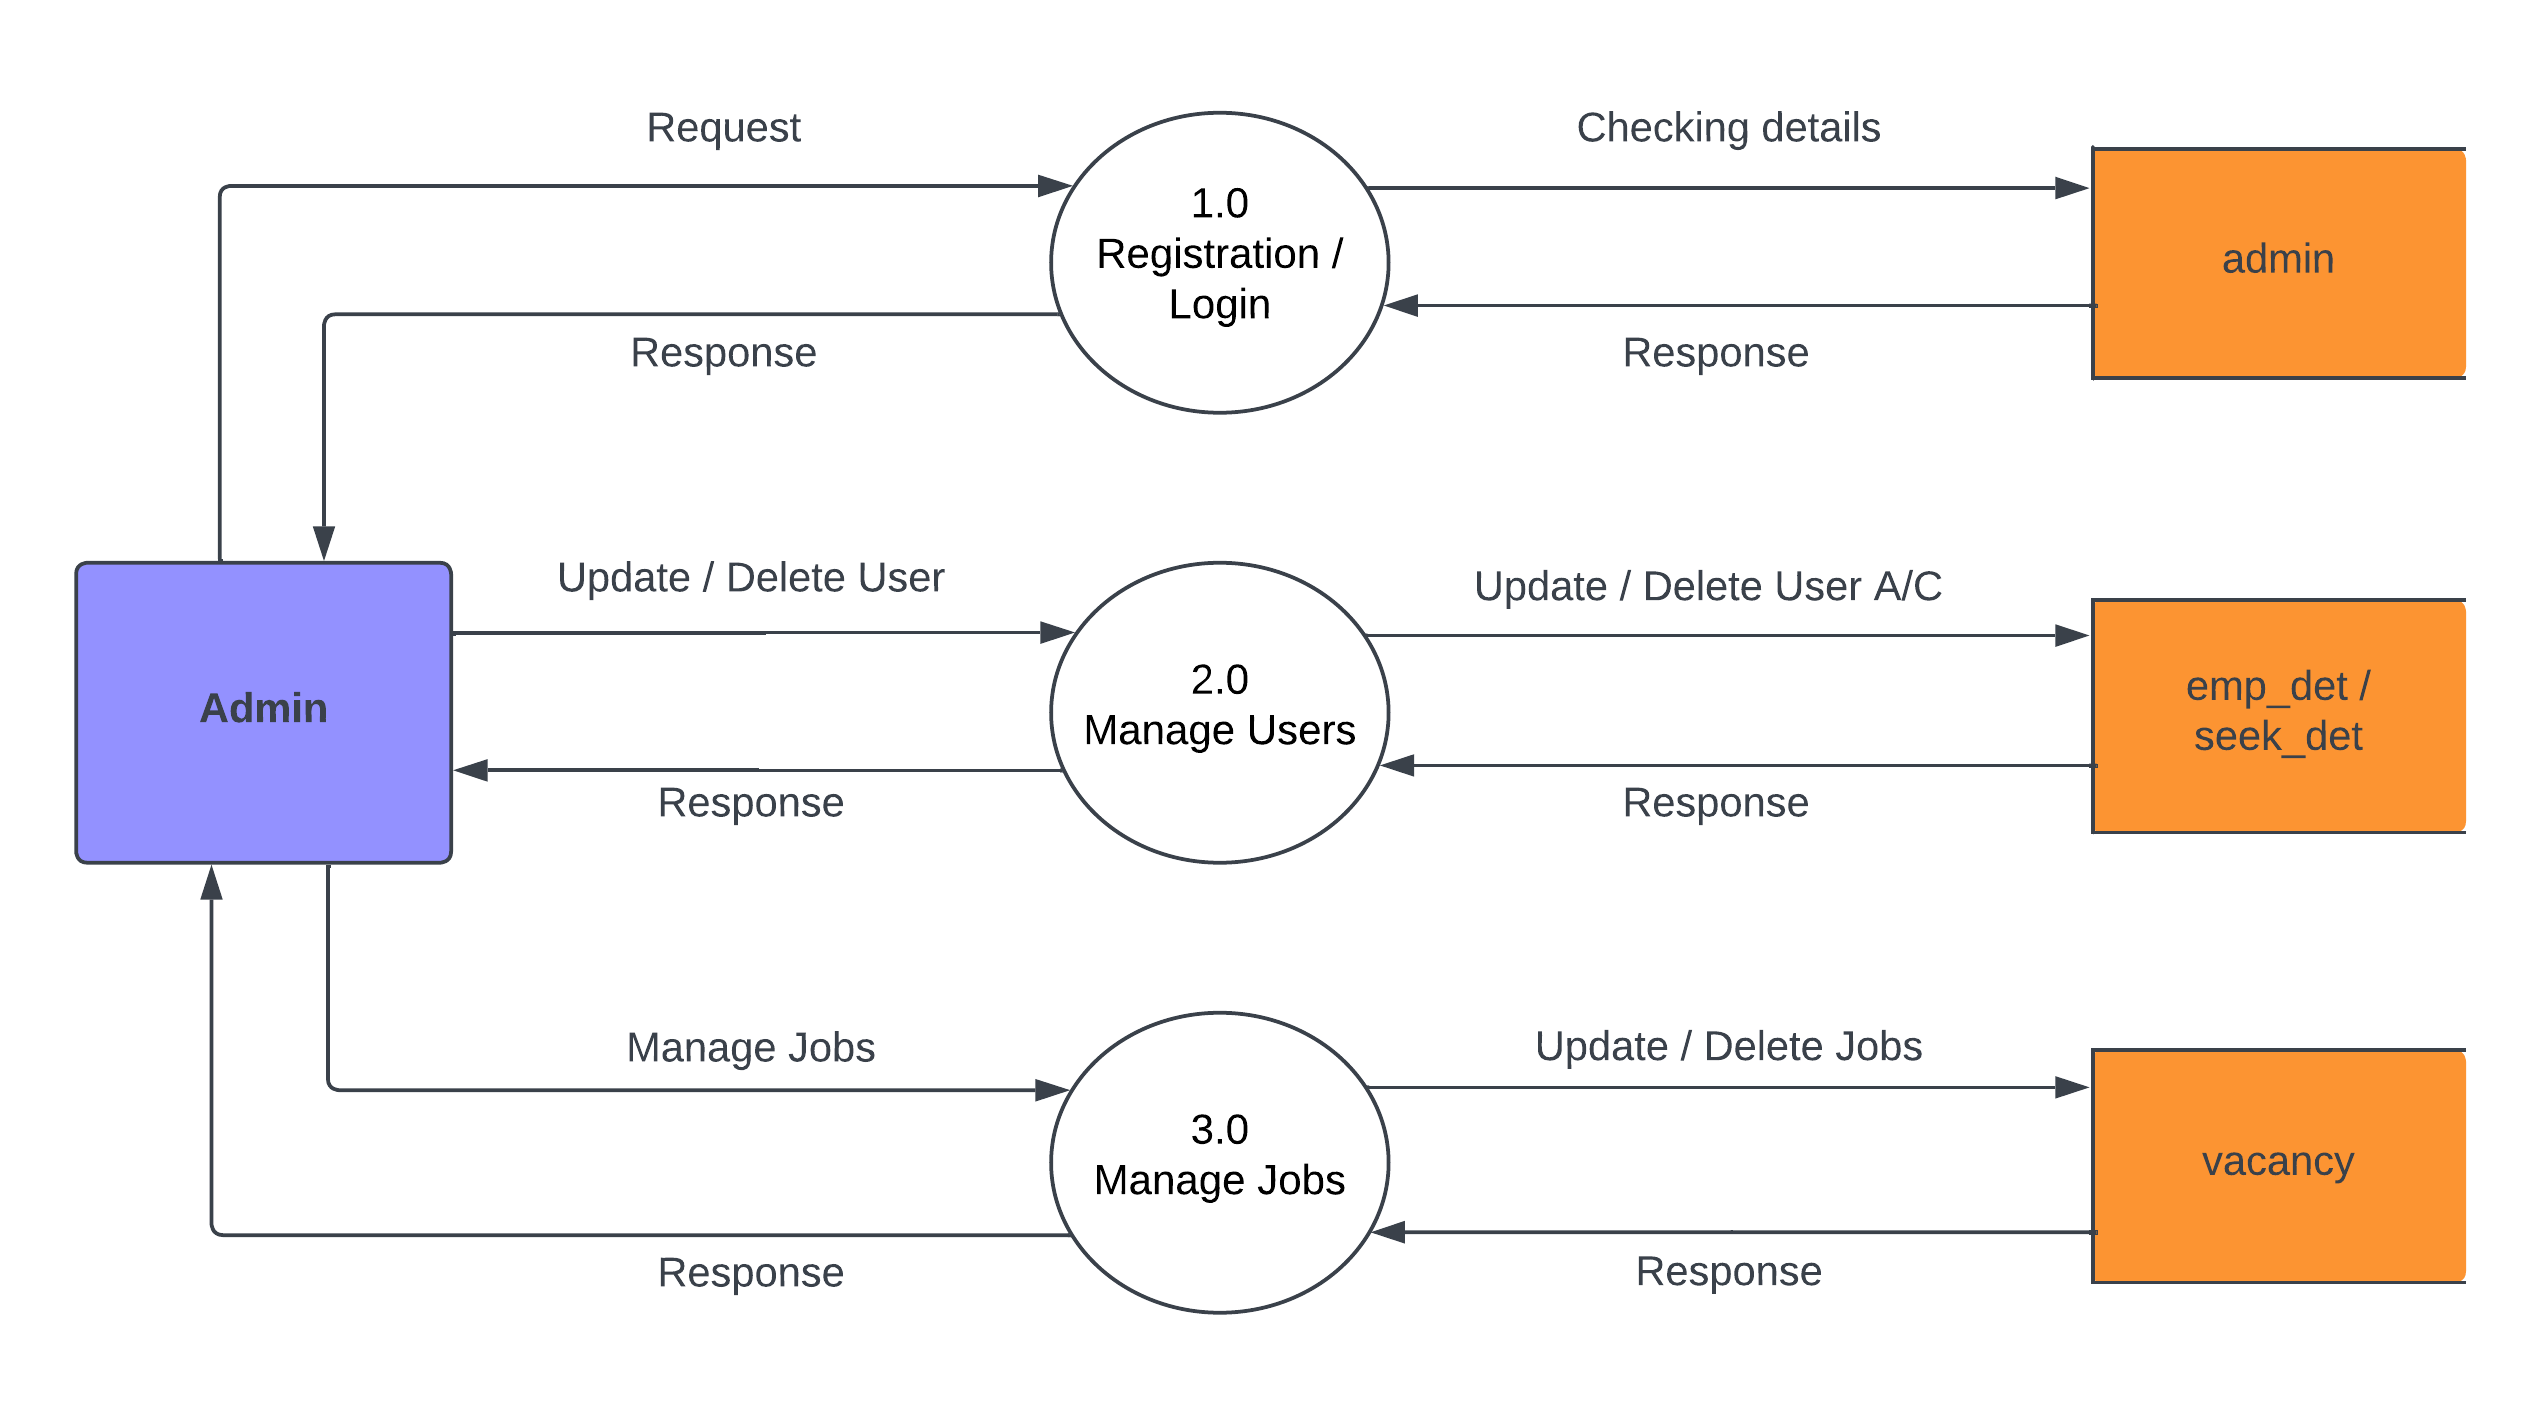 Request
Checking details
1.0
Registration /
Login
admin
Response
Response
Update / Delete User
Update / Delete User A/C
Admin
2.0
Manage Users
emp_det /
seek_det
Response
Response
Manage Jobs
Update / Delete Jobs
3.0
Manage Jobs
vacancy
Response
Response